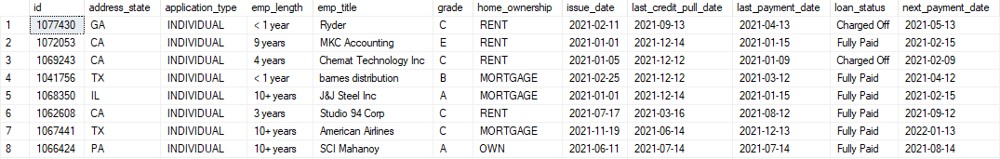 id address_state application_type emp_length emp_title grade home_ownership issue_date last_credit_pull_date last_payment_date loan_status next_payment_date
1 1077430 GA INDIVIDUAL < 1 year Ryder C RENT 2021-02-11 2021-09-13 2021-04-13 Charged Off 2021-05-13
2 1072053 CA INDIVIDUAL 9 years MKC Accounting E RENT 2021-01-01 2021-12-14 2021-01-15 Fully Paid 2021-02-15
3 1069243 CA INDIVIDUAL 4 years Chemat Technology Inc C RENT 2021-01-05 2021-12-12 2021-01-09 Charged Off 2021-02-09
4 1041756 TX INDIVIDUAL < 1 year barnes distribution B MORTGAGE 2021-02-25 2021-12-12 2021-03-12 Fully Paid 2021-04-12
5 1068350 IL INDIVIDUAL 10+ years J&J Steel Inc A MORTGAGE 2021-01-01 2021-12-14 2021-01-15 Fully Paid 2021-02-15
6 1062608 CA INDIVIDUAL 3 years Studio 94 Corp C RENT 2021-07-17 2021-03-16 2021-08-12 Fully Paid 2021-09-12
7 1067441 TX INDIVIDUAL 10+ years American Airlines C MORTGAGE 2021-11-19 2021-06-14 2021-12-13 Fully Paid 2022-01-13
8 1066424 PA INDIVIDUAL 10+ years SCI Mahanoy A OWN 2021-06-11 2021-07-14 2021-07-14 Fully Paid 2021-08-14